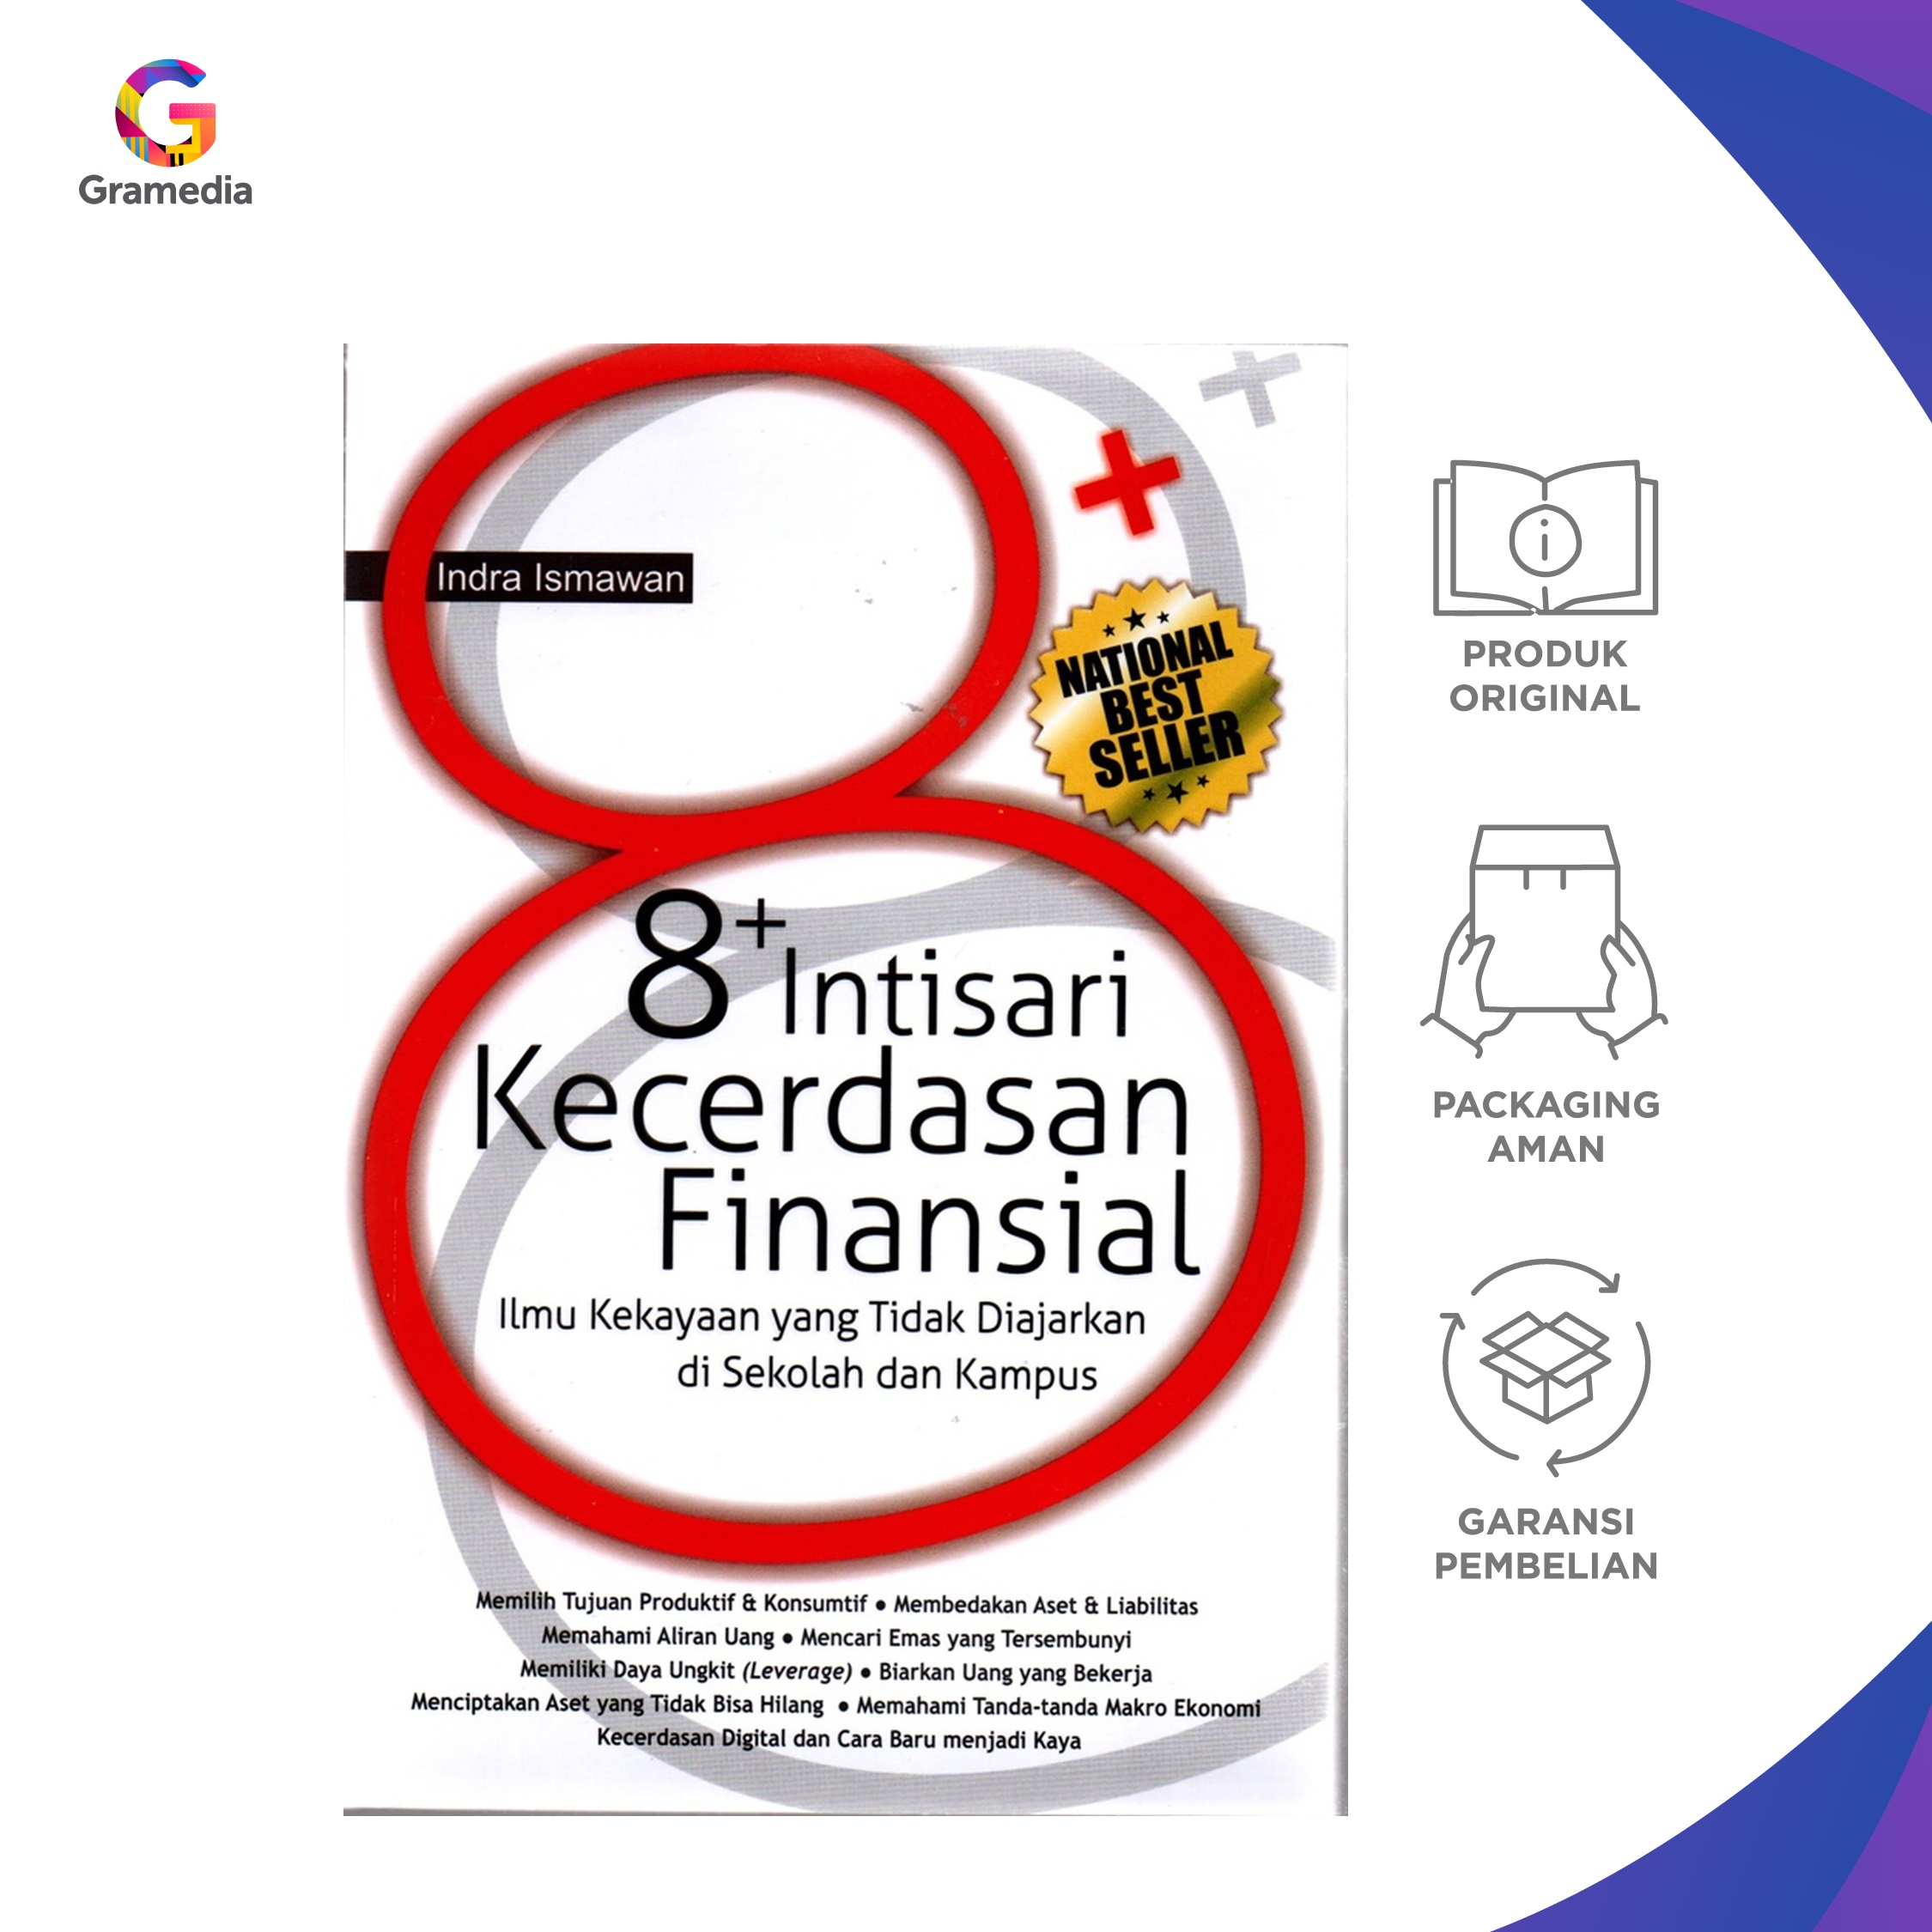 Gramedia
Indra Ismawan
NATIONAL
BEST
SELLER
8+ Intisari
Kecerdasan
Finansial
Ilmu Kekayaan yang Tidak Diajarkan
di Sekolah dan Kampus
Memilih Tujuan Produktif & Konsumtif • Membedakan Aset & Liabilitas
Memahami Aliran Uang • Mencari Emas yang Tersembunyi
Memiliki Daya Ungkit (Leverage) • Biarkan Uang yang Bekerja
Menciptakan Aset yang Tidak Bisa Hilang • Memahami Tanda-tanda Makro Ekonomi
Kecerdasan Digital dan Cara Baru menjadi Kaya
PRODUK
ORIGINAL
PACKAGING
AMAN
GARANSI
PEMBELIAN